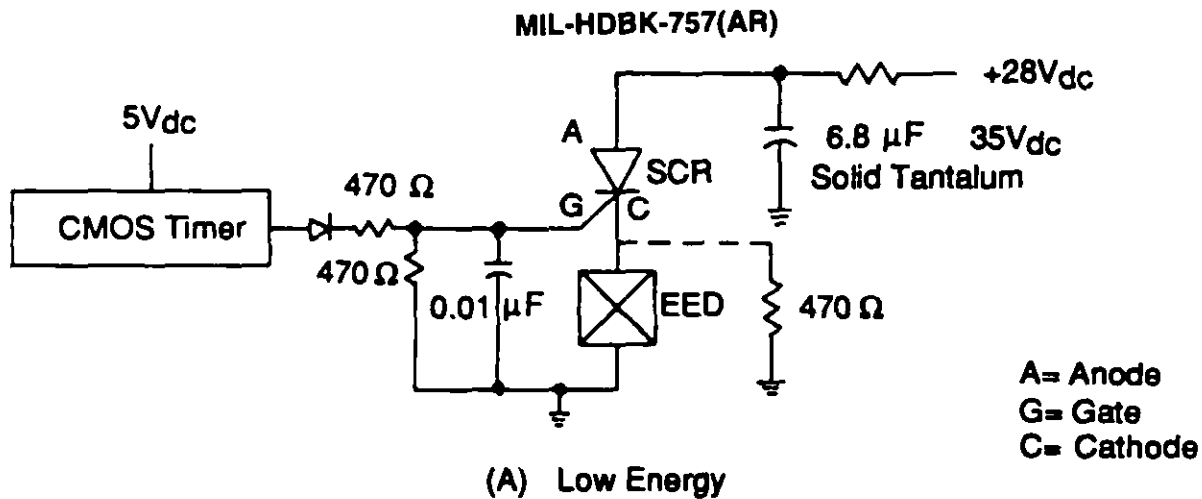 MIL-HDBK-757(AR)
+28Vdc
5Vdc
A
6.8 µF 35Vdc
SCR
Solid Tantalum
470 Ω
G
C
CMOS Timer
470 Ω
0.01 µF
EED
470 Ω
A= Anode
G= Gate
C= Cathode
(A) Low Energy